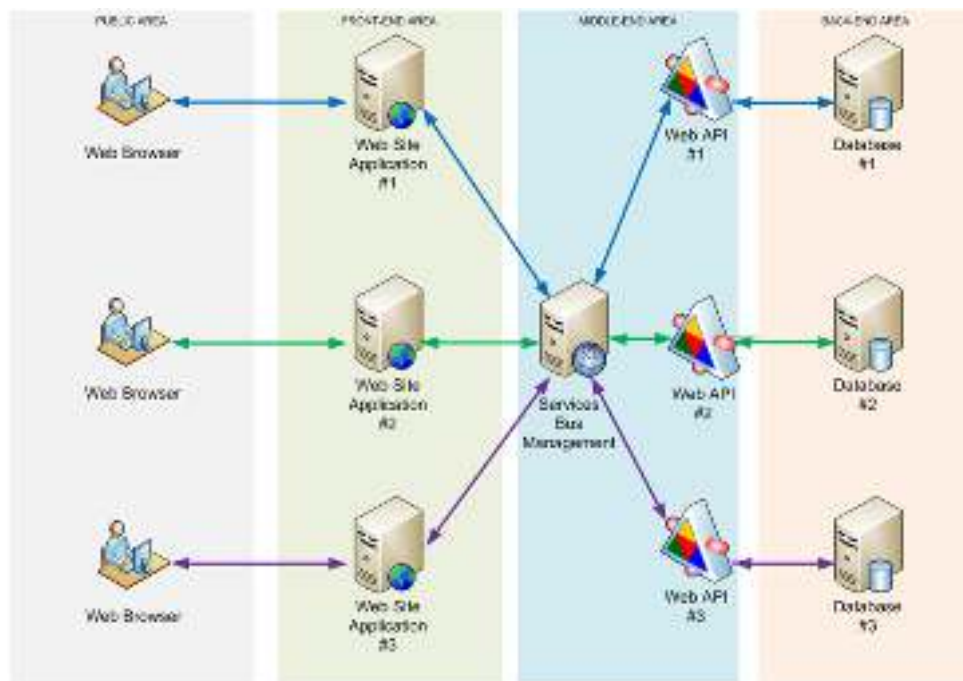 PUBLIC AREA
FRONT-END AREA
MIDDLE-END AREA
BACK-END AREA
Web Browser
Web Site
Application
#1
Web API
#1
Database
#1
Web Browser
Web Site
Application
#2
Services
Bus
Management
Web API
#2
Database
#2
Web Browser
Web Site
Application
#3
Web API
#3
Database
#3